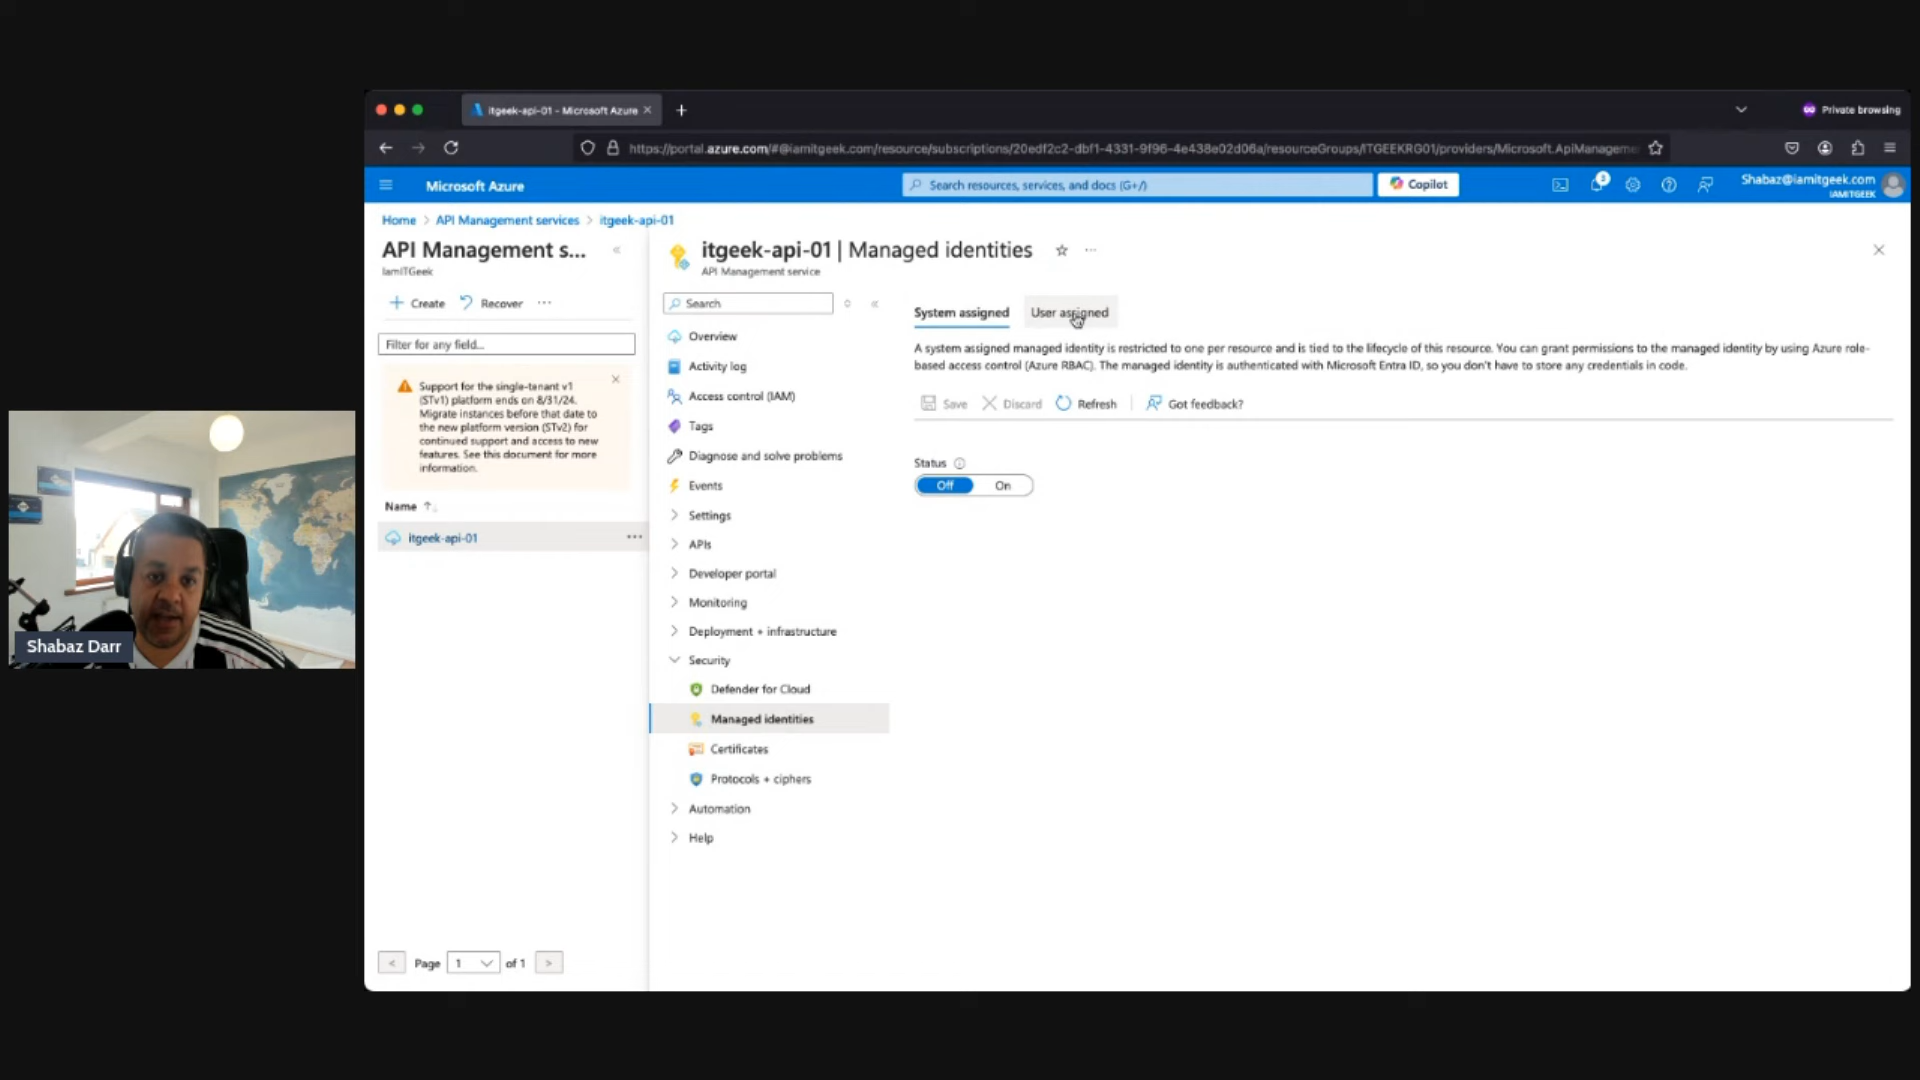 itgeek-api-01 - Microsoft Azure
Private browsing
https://portal.azure.com/#@iamitgeek.com/resource/subscriptions/20edf2c2-dbf1-4331-9f96-4e438e02d06a/resourceGroups/ITGEEKRG01/providers/Microsoft.ApiManageme
Microsoft Azure
Search resources, services, and docs (G+/)
Copilot
3
Shabaz@iamitgeek.com
IAMITGEEK
Home > API Management services > itgeek-api-01
API Management s...
IamITGeek
Create
Recover
...
Filter for any field...
Support for the single-tenant v1
(STv1) platform ends on 8/31/24.
Migrate instances before that date to
the new platform version (STv2) for
continued support and access to new
features. See this document for more
information.
Name
itgeek-api-01
...
< Page 1 of 1 >
itgeek-api-01 | Managed identities
...
API Management service
Search
Overview
Activity log
Access control (IAM)
Tags
Diagnose and solve problems
Events
Settings
APIs
Developer portal
Monitoring
Deployment + infrastructure
Security
Defender for Cloud
Managed identities
Certificates
Protocols + ciphers
Automation
Help
System assigned
User assigned
A system assigned managed identity is restricted to one per resource and is tied to the lifecycle of this resource. You can grant permissions to the managed identity by using Azure role-
based access control (Azure RBAC). The managed identity is authenticated with Microsoft Entra ID, so you don't have to store any credentials in code.
Save
Discard
Refresh
Got feedback?
Status
Off
On
Shabaz Darr